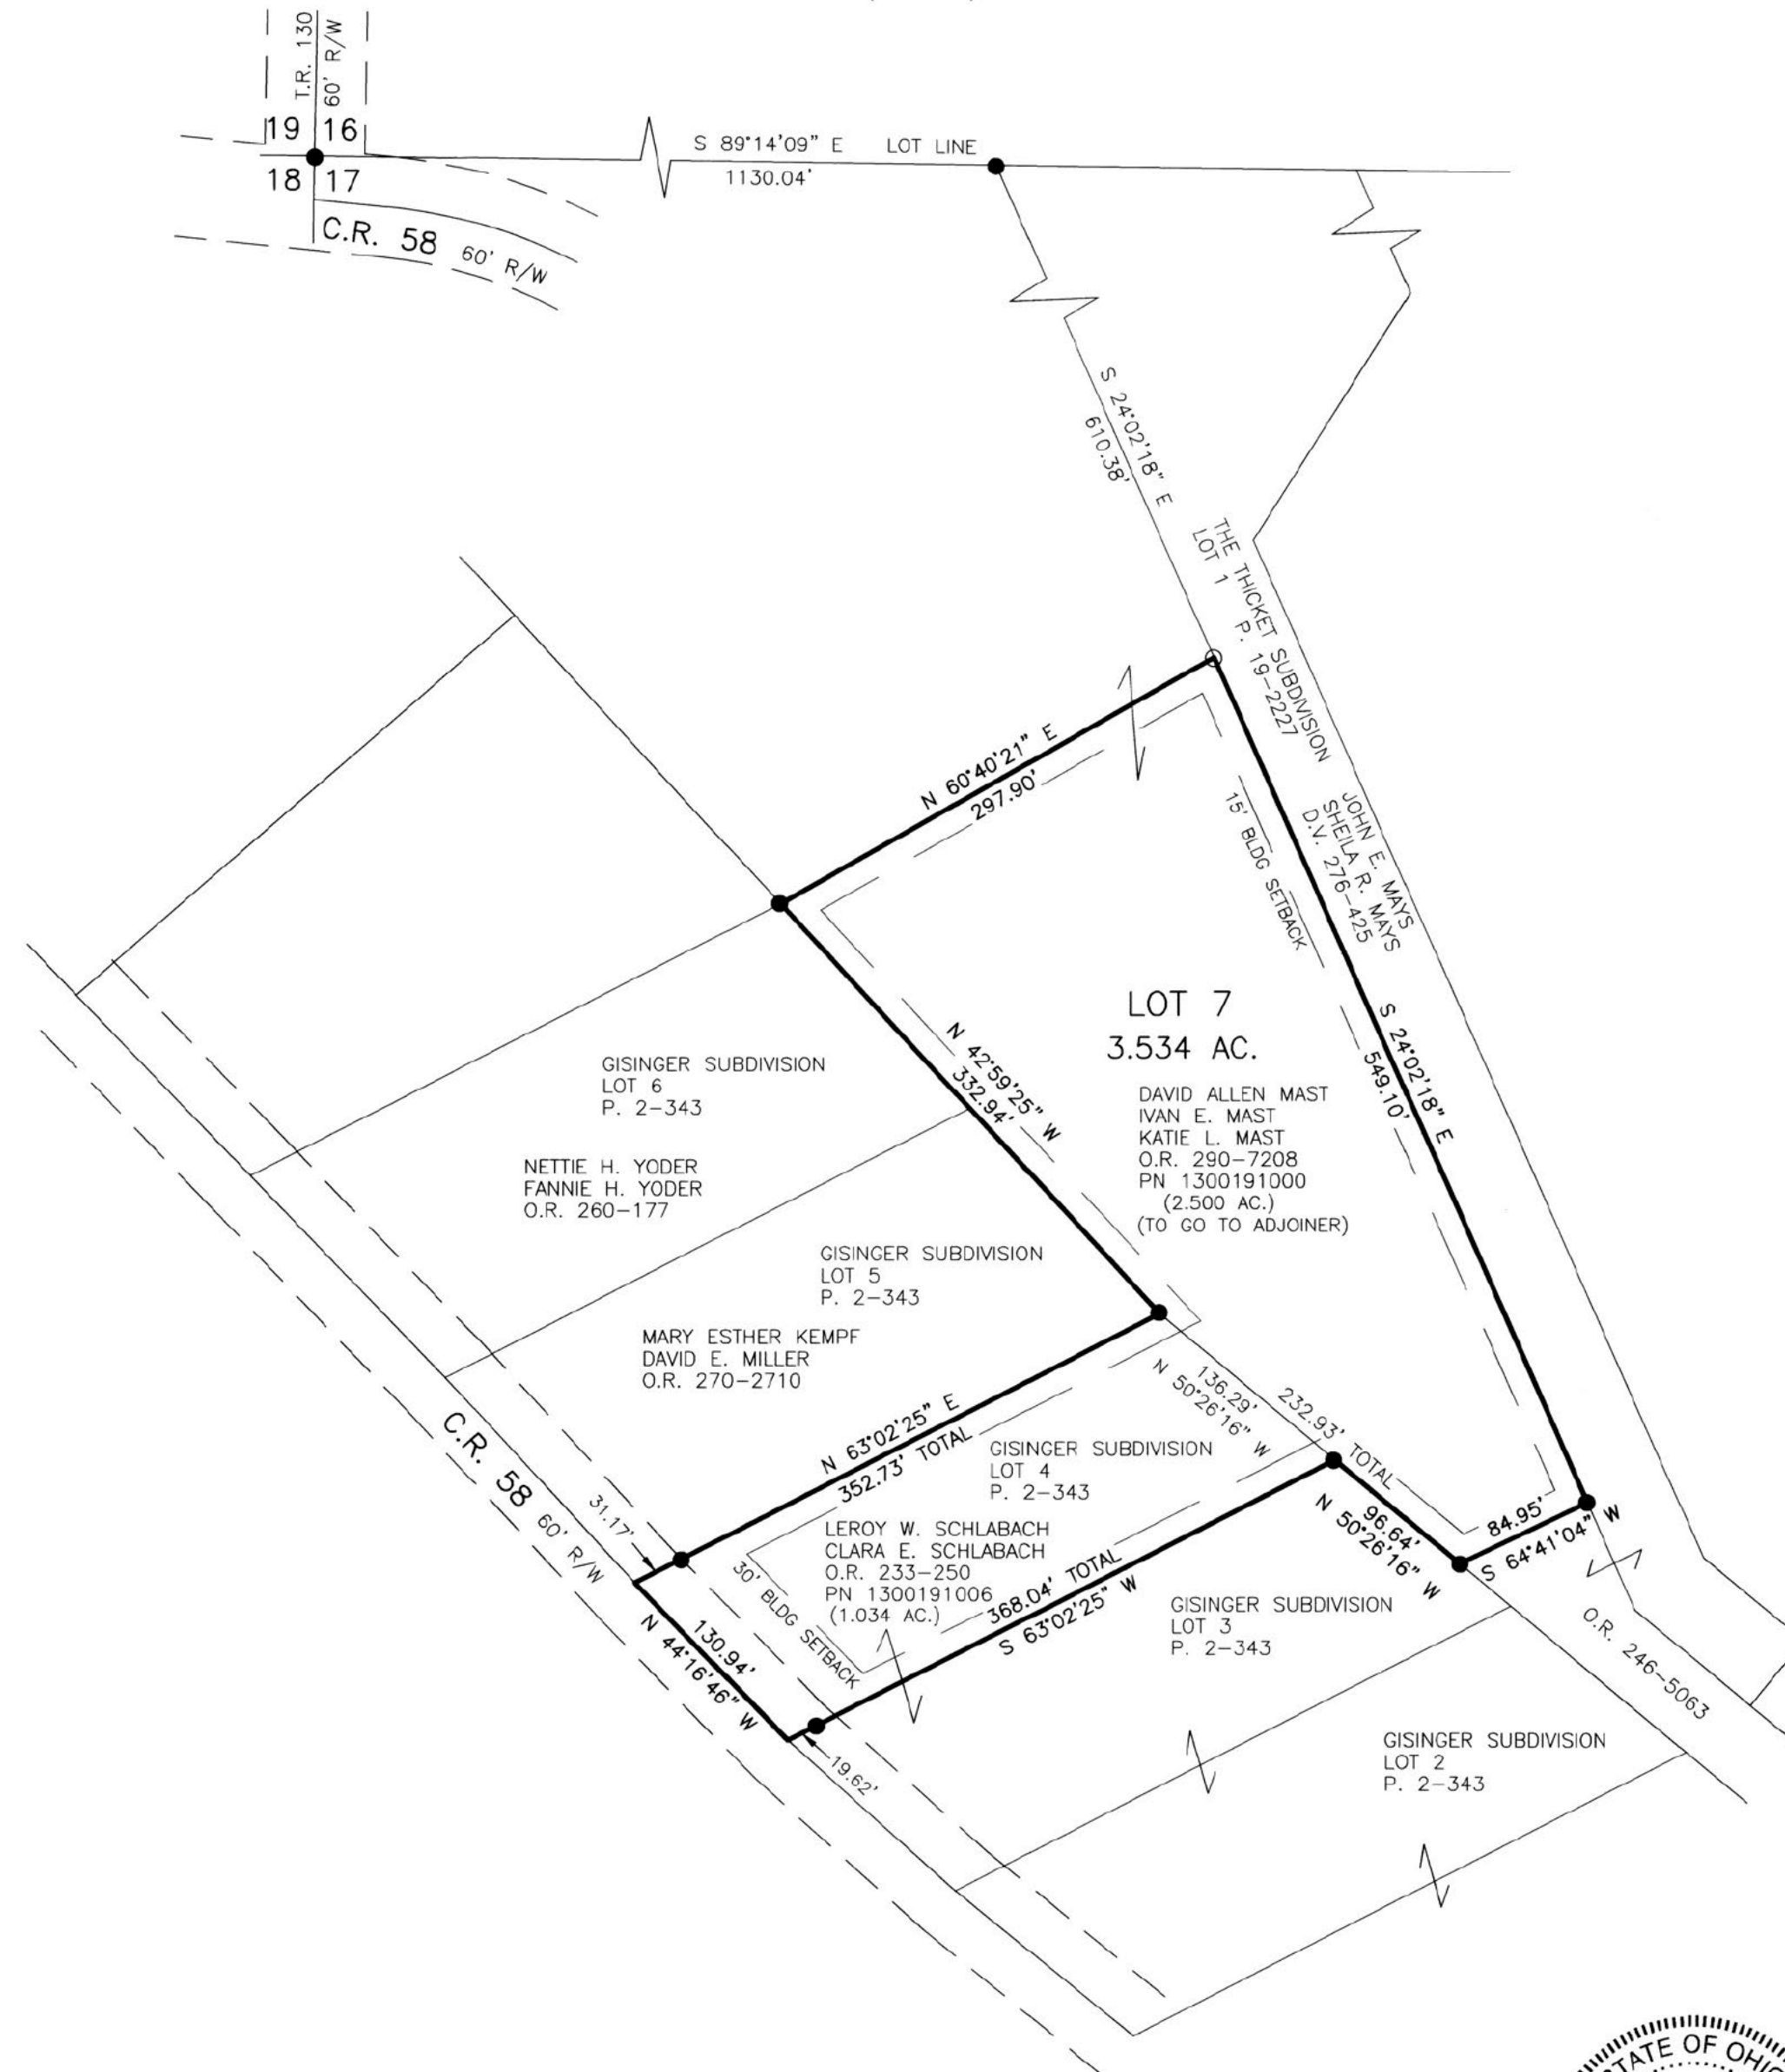 T.R. 130
60' R/W
19 16
18 17
S 89°14'09" E LOT LINE
1130.04'
C.R. 58 60' R/W
S 24°02'18" E
610.38'
THE THICKET SUBDIVISION
LOT 1 P. 19-2227
JOHN E. MAYS
SHEILA R. MAYS
D.V. 276-425
N 60°40'21" E
297.90'
15' BLDG SETBACK
LOT 7
3.534 AC.
DAVID ALLEN MAST
IVAN E. MAST
KATIE L. MAST
O.R. 290-7208
PN 1300191000
(2.500 AC.)
(TO GO TO ADJOINER)
S 24°02'18" E
549.10'
N 42°59'25" W
332.94'
GISINGER SUBDIVISION
LOT 6
P. 2-343
NETTIE H. YODER
FANNIE H. YODER
O.R. 260-177
GISINGER SUBDIVISION
LOT 5
P. 2-343
MARY ESTHER KEMPF
DAVID E. MILLER
O.R. 270-2710
136.29'
N 50°26'16" W
232.93' TOTAL
N 63°02'25" E
352.73' TOTAL
GISINGER SUBDIVISION
LOT 4
P. 2-343
C.R. 58 60' R/W
31.17'
LEROY W. SCHLABACH
CLARA E. SCHLABACH
O.R. 233-250
PN 1300191006
(1.034 AC.)
30' BLDG SETBACK
368.04' TOTAL
S 63°02'25" W
96.64'
N 50°26'16" W
84.95'
S 64°41'04" W
130.94'
N 44°16'46" W
19.62'
GISINGER SUBDIVISION
LOT 3
P. 2-343
O.R. 246-5063
GISINGER SUBDIVISION
LOT 2
P. 2-343
STATE OF OHIO